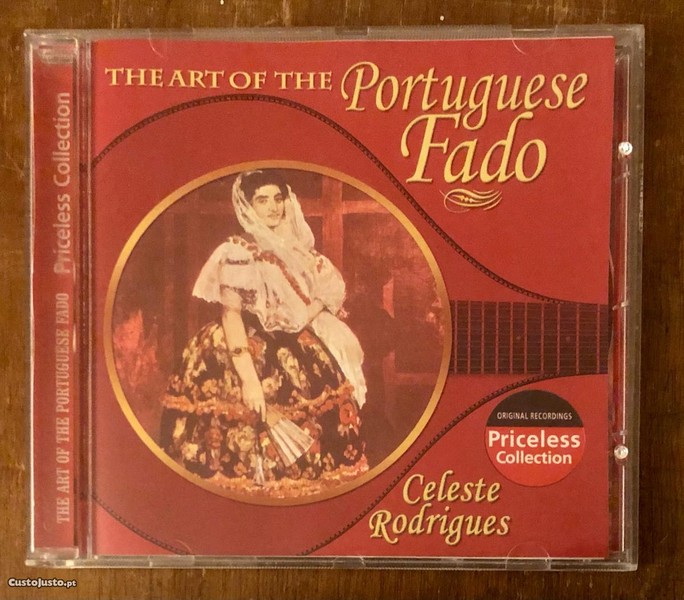 THE ART OF THE Portuguese
Fado
Celeste
Rodrigues
ORIGINAL RECORDINGS
Priceless
Collection
THE ART OF THE PORTUGUESE FADO Priceless Collection
CustoJusto.pt